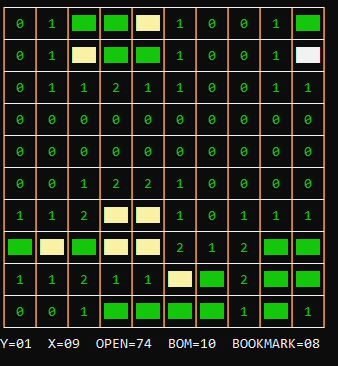 0 1 1 0 0 1
0 1 1 0 0 1
0 1 1 2 1 1 0 0 1 1
0 0 0 0 0 0 0 0 0 0
0 0 0 0 0 0 0 0 0 0
0 0 1 2 2 1 0 0 0 0
1 1 2 1 0 1 1 1
2 1 2
1 1 2 1 1 2
0 0 1 1 1
Y=01 X=09 OPEN=74 BOM=10 BOOKMARK=08